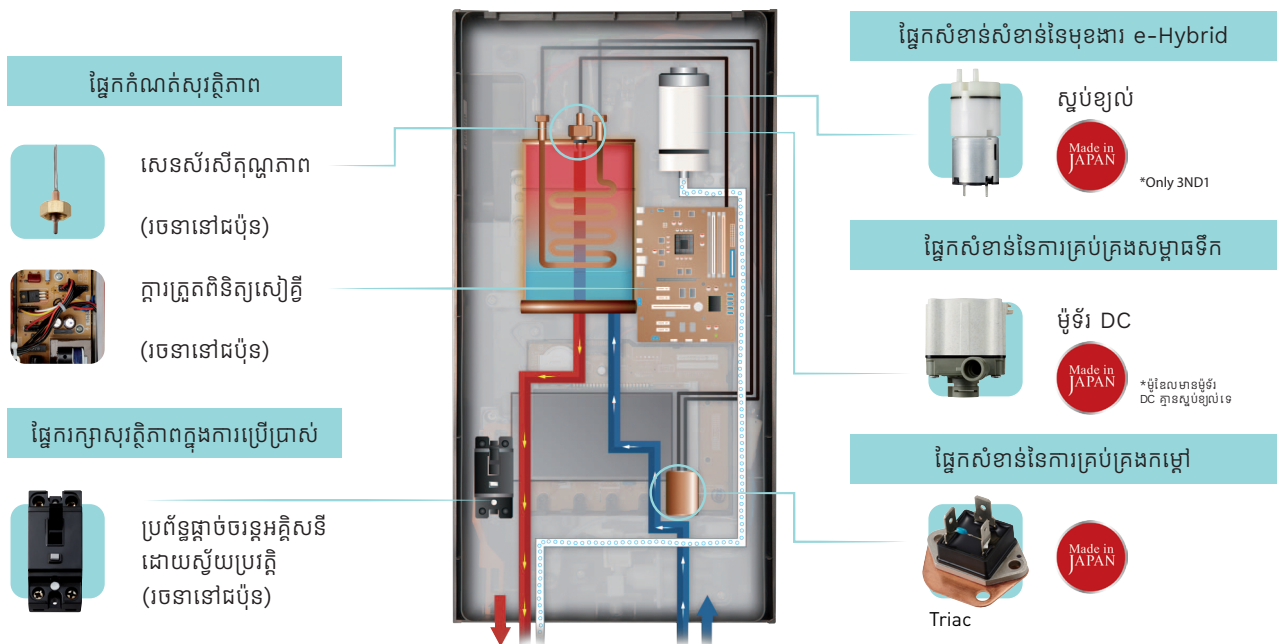 ផ្នែកកំណត់សុវត្ថិភាព
សេនស័រសីតុណ្ហភាព
(រចនានៅជប៉ុន)
ក្តារត្រួតពិនិត្យសៀគ្វី
(រចនានៅជប៉ុន)
ផ្នែករក្សាសុវត្ថិភាពក្នុងការប្រើប្រាស់
ប្រព័ន្ធផ្តាច់ចរន្តអគ្គិសនី
ដោយស្វ័យប្រវត្តិ
(រចនានៅជប៉ុន)
ផ្នែកសំខាន់សំខាន់នៃមុខងារ e-Hybrid
ស្នប់ខ្យល់
Made in
JAPAN
*Only 3ND1
ផ្នែកសំខាន់នៃការគ្រប់គ្រងសម្ពាធទឹក
ម៉ូទ័រ DC
Made in
JAPAN
*ម៉ូដែលមានម៉ូទ័រ
DC គ្មានស្នប់ខ្យល់ទេ
ផ្នែកសំខាន់នៃការគ្រប់គ្រងកម្តៅ
Made in
JAPAN
Triac